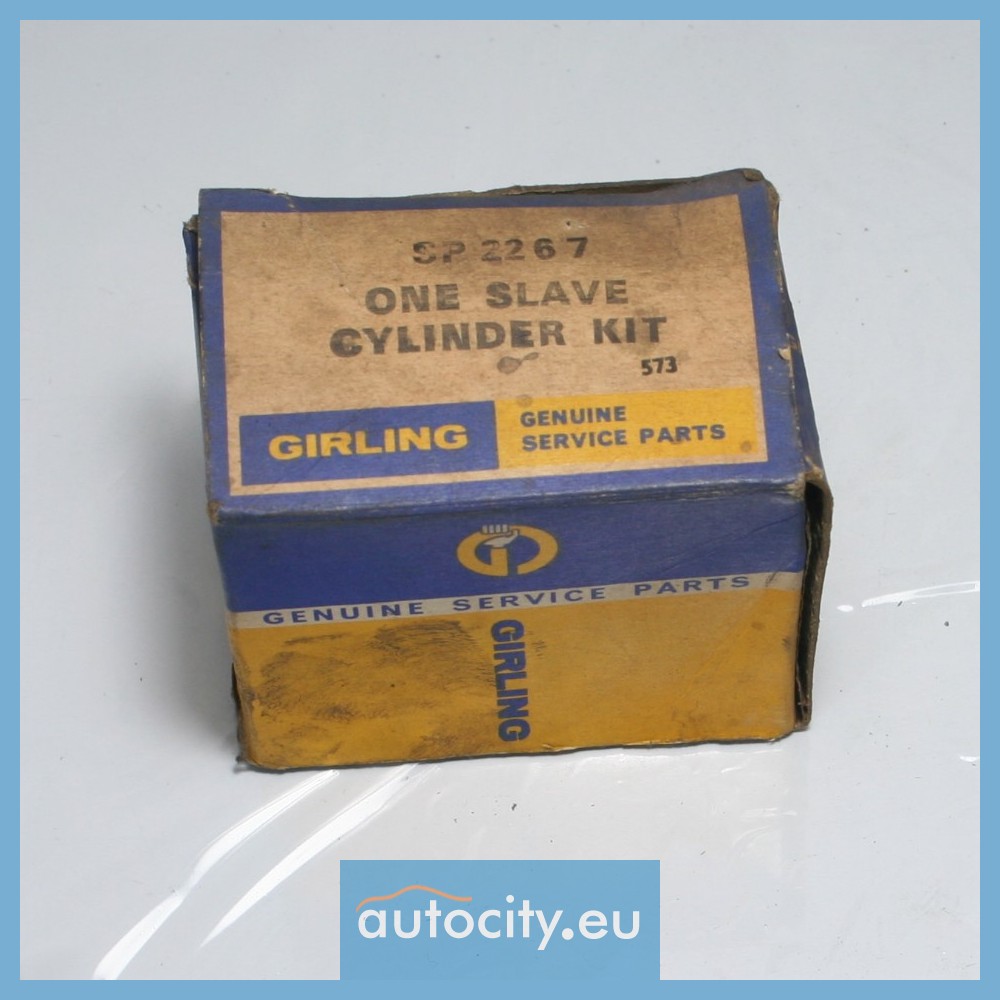 SP 2267
ONE SLAVE
CYLINDER KIT
573
GIRLING
GENUINE
SERVICE PARTS
GENUINE SERVICE PARTS
GIRLING
autocity.eu